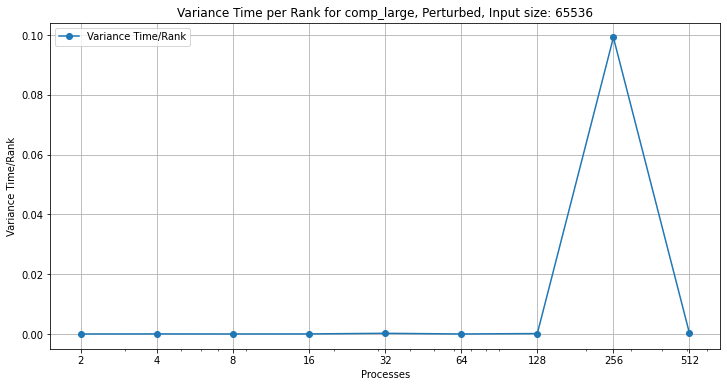 Variance Time per Rank for comp_large, Perturbed, Input size: 65536
Variance Time/Rank
Variance Time/Rank
0.10
0.08
0.06
0.04
0.02
0.00
2 4 8 16 32 64 128 256 512
Processes